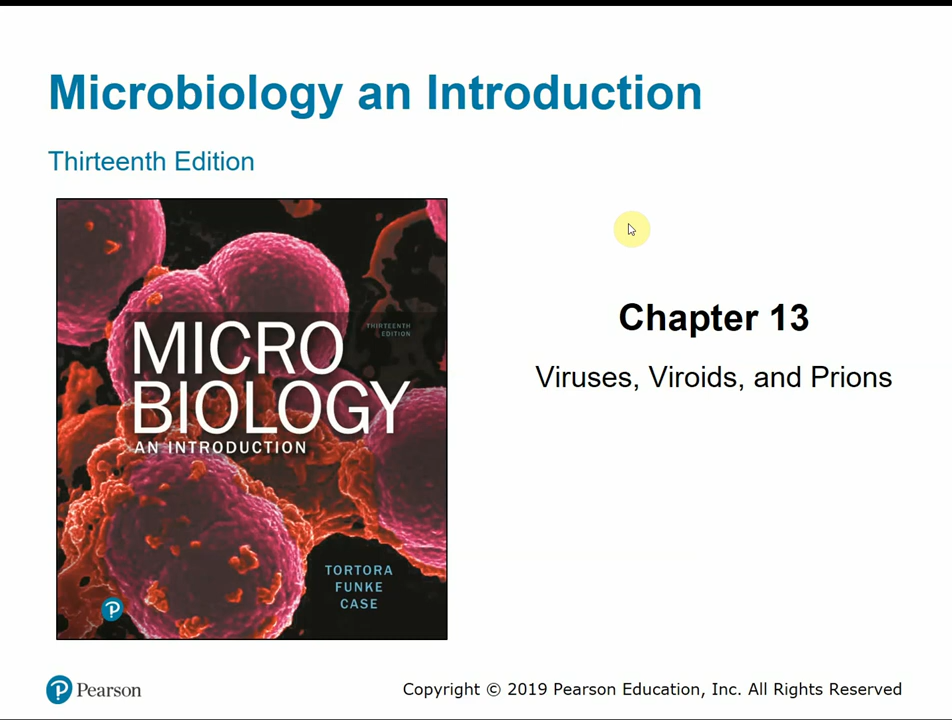 Microbiology an Introduction
Thirteenth Edition
THIRTEENTH
EDITION
MICRO
BIOLOGY
AN INTRODUCTION
TORTORA
FUNKE
CASE
Chapter 13
Viruses, Viroids, and Prions
Pearson
Copyright © 2019 Pearson Education, Inc. All Rights Reserved